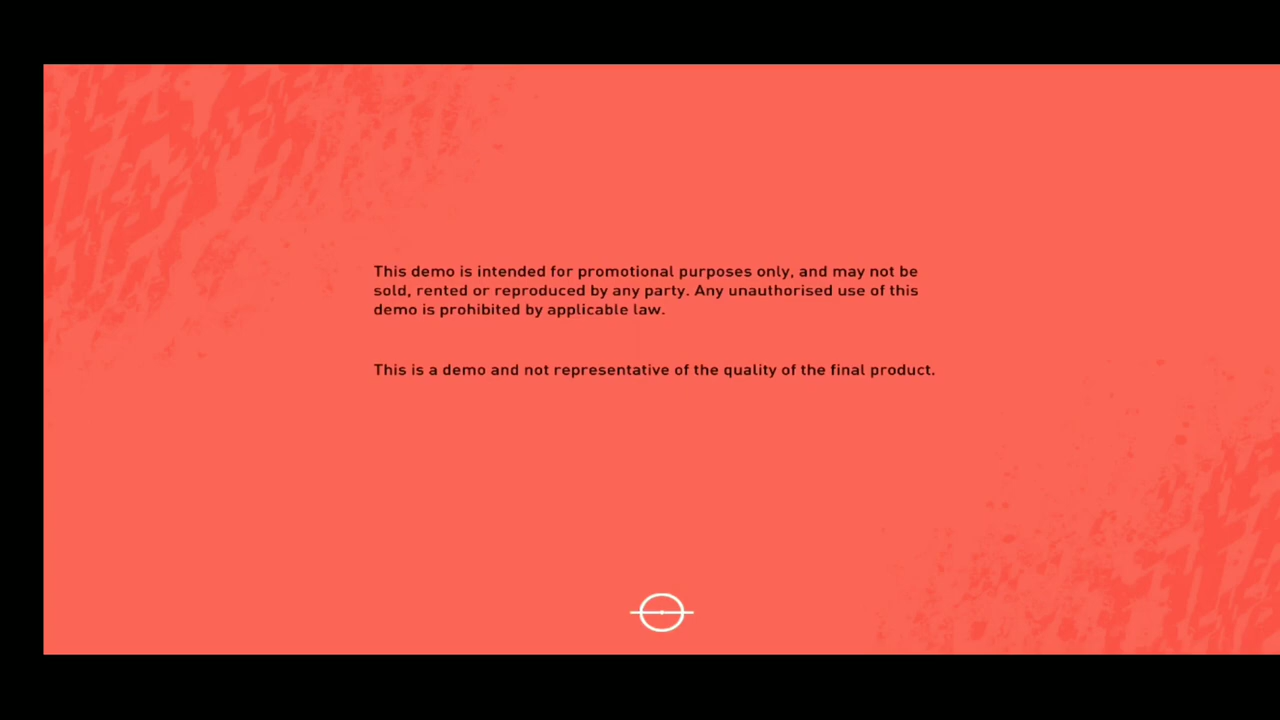 This demo is intended for promotional purposes only, and may not be
sold, rented or reproduced by any party. Any unauthorised use of this
demo is prohibited by applicable law.
This is a demo and not representative of the quality of the final product.